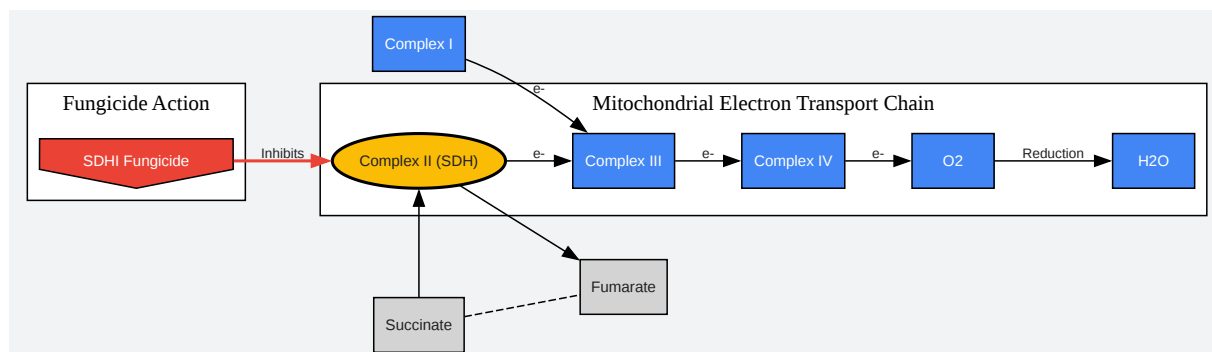 Complex I
e-
Fungicide Action
Mitochondrial Electron Transport Chain
SDHI Fungicide
Inhibits
Complex II (SDH)
e-
Complex III
e-
Complex IV
e-
O2
Reduction
H2O
Fumarate
Succinate